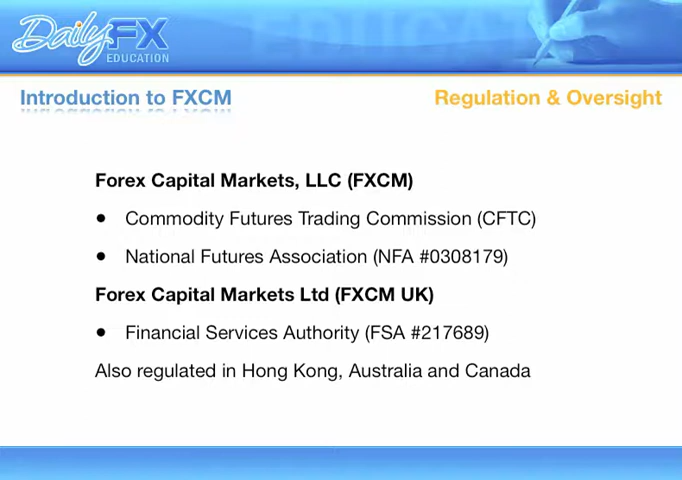 DailyFX
EDUCATION
Introduction to FXCM
Regulation & Oversight
Forex Capital Markets, LLC (FXCM)
• Commodity Futures Trading Commission (CFTC)
• National Futures Association (NFA #0308179)
Forex Capital Markets Ltd (FXCM UK)
• Financial Services Authority (FSA #217689)
Also regulated in Hong Kong, Australia and Canada